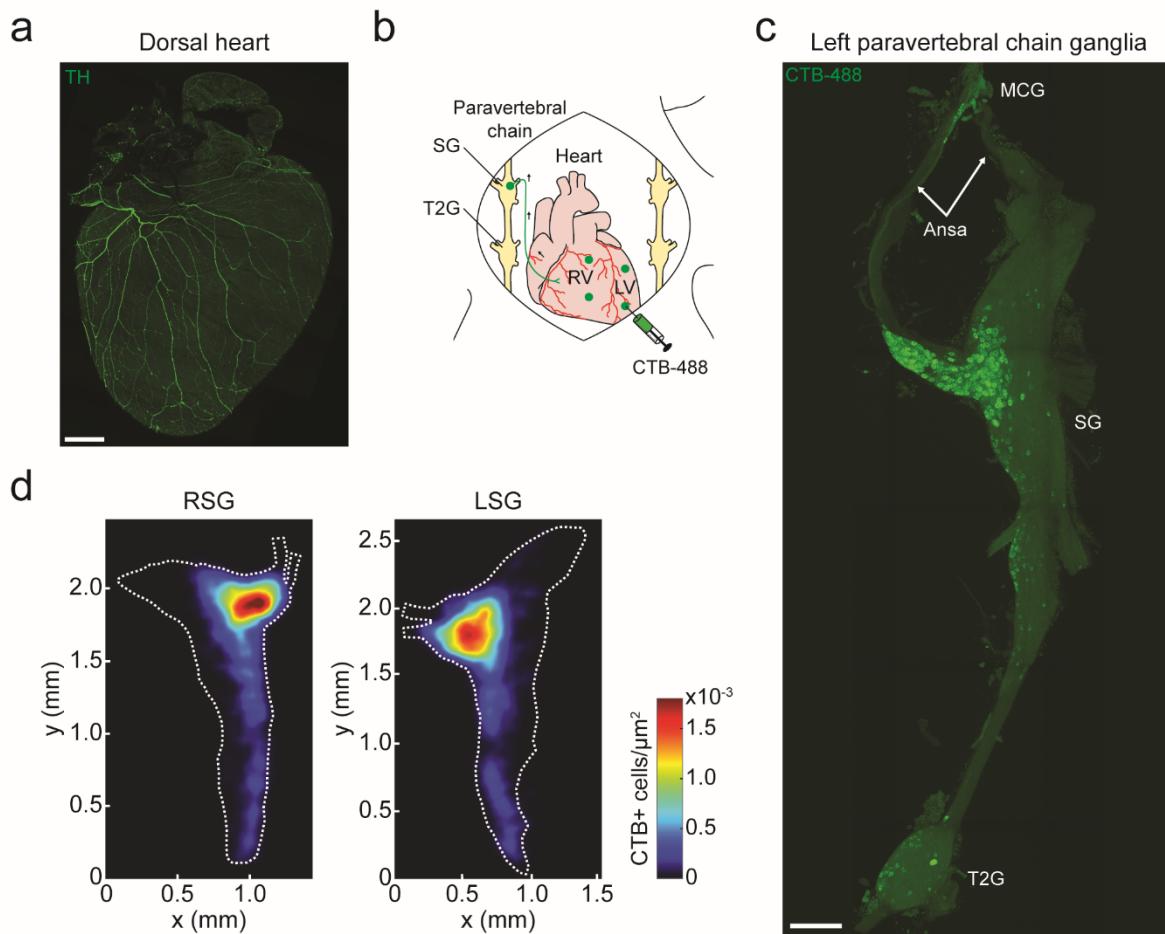 a
Dorsal heart
TH
b
Paravertebral
chain
SG
Heart
T2G
RV
LV
CTB-488
c
Left paravertebral chain ganglia
CTB-488
MCG
Ansa
SG
T2G
d
RSG
y (mm)
2.0
1.5
1.0
0.5
0
0
0.5
1.0
x (mm)
LSG
y (mm)
2.5
2.0
1.5
1.0
0.5
0
0
0.5
1.0
1.5
x (mm)
CTB+ cells/µm²
x10⁻³
1.5
1.0
0.5
0